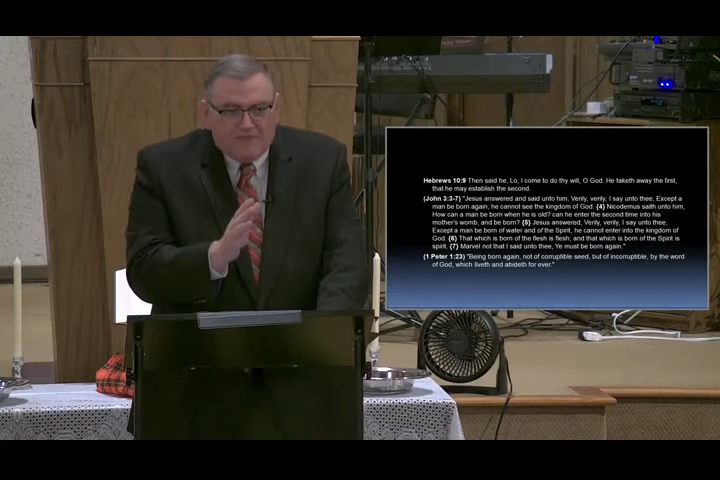 Hebrews 10:9 Then said he, Lo, I come to do thy will, O God. He taketh away the first,
that he may establish the second.
(John 3:3-7) "Jesus answered and said unto him, Verily, verily, I say unto thee, Except a
man be born again, he cannot see the kingdom of God. {4} Nicodemus saith unto him,
How can a man be born when he is old? can he enter the second time into his
mother's womb, and be born? {5} Jesus answered, Verily, verily, I say unto thee,
Except a man be born of water and of the Spirit, he cannot enter into the kingdom of
God. {6} That which is born of the flesh is flesh; and that which is born of the Spirit is
spirit. {7} Marvel not that I said unto thee, Ye must be born again."
(1 Peter 1:23) "Being born again, not of corruptible seed, but of incorruptible, by the word
of God, which liveth and abideth for ever."